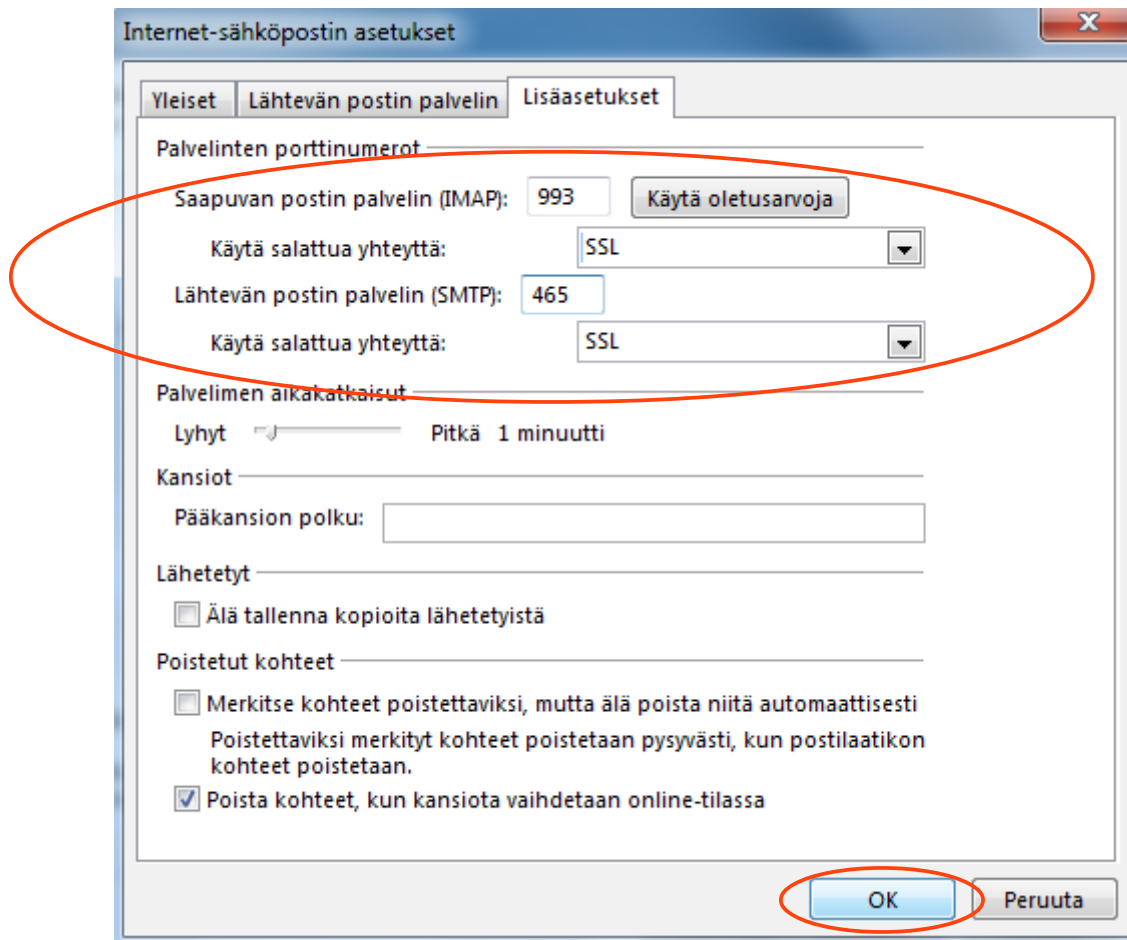 Internet-sähköpostin asetukset
Yleiset Lähtevän postin palvelin Lisäasetukset
Palvelinten porttinumerot
Saapuvan postin palvelin (IMAP): 993 Käytä oletusarvoja
Käytä salattua yhteyttä: SSL
Lähtevän postin palvelin (SMTP): 465
Käytä salattua yhteyttä: SSL
Palvelimen aikakatkaisut
Lyhyt Pitkä 1 minuutti
Kansiot
Pääkansion polku:
Lähetetyt
Älä tallenna kopioita lähetetyistä
Poistetut kohteet
Merkitse kohteet poistettaviksi, mutta älä poista niitä automaattisesti
Poistettaviksi merkityt kohteet poistetaan pysyvästi, kun postilaatikon
kohteet poistetaan.
Poista kohteet, kun kansiota vaihdetaan online-tilassa
OK Peruuta